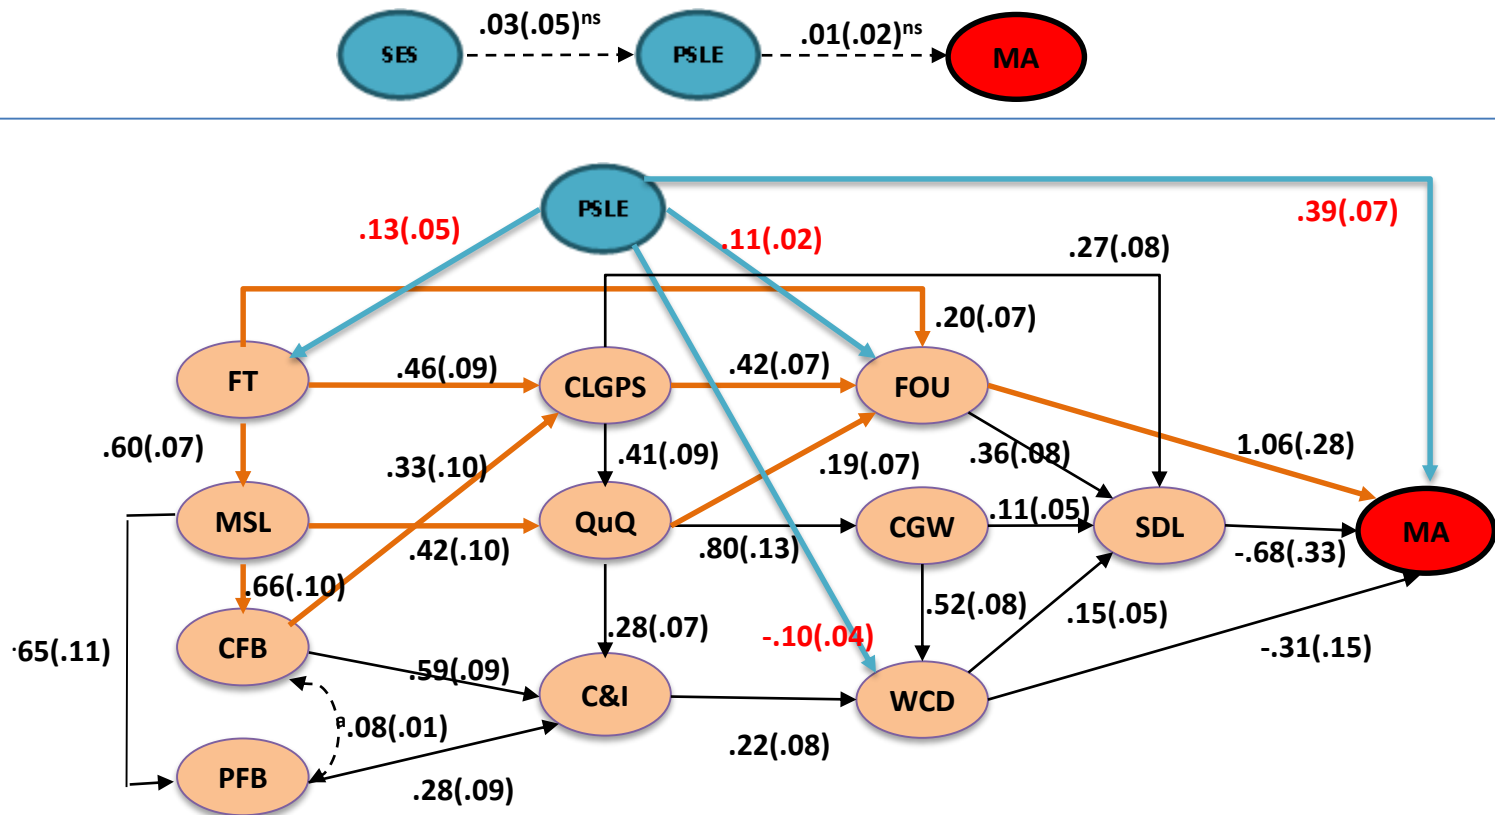 .03(.05)ns
.01(.02)ns
SES
PSLE
MA
PSLE
.39(.07)
.13(.05)
.11(.02)
.27(.08)
.20(.07)
FT
.46(.09)
CLGPS
.42(.07)
FOU
.60(.07)
.33(.10)
.41(.09)
.19(.07)
.36(.08)
1.06(.28)
MSL
.42(.10)
QuQ
.80(.13)
CGW
.11(.05)
SDL
-.68(.33)
MA
.66(.10)
.52(.08)
.15(.05)
.65(.11)
CFB
.59(.09)
.28(.07)
-.10(.04)
-.31(.15)
C&I
WCD
.08(.01)
.22(.08)
PFB
.28(.09)